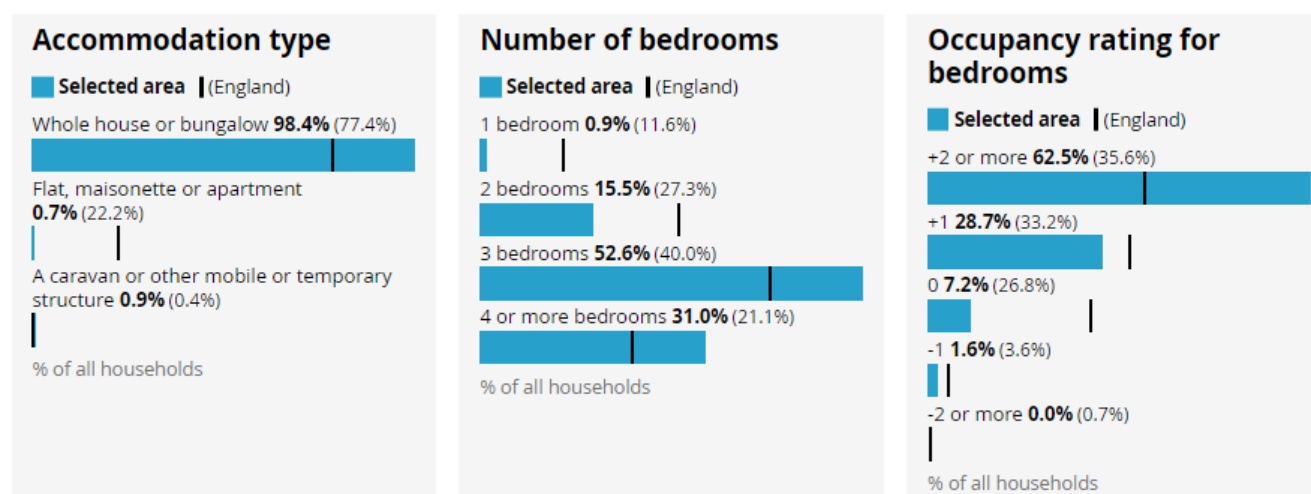 Accommodation type
Selected area (England)
Whole house or bungalow 98.4% (77.4%)
Flat, maisonette or apartment
0.7% (22.2%)
A caravan or other mobile or temporary
structure 0.9% (0.4%)
% of all households
Number of bedrooms
Selected area (England)
1 bedroom 0.9% (11.6%)
2 bedrooms 15.5% (27.3%)
3 bedrooms 52.6% (40.0%)
4 or more bedrooms 31.0% (21.1%)
% of all households
Occupancy rating for
bedrooms
Selected area (England)
+2 or more 62.5% (35.6%)
+1 28.7% (33.2%)
0 7.2% (26.8%)
-1 1.6% (3.6%)
-2 or more 0.0% (0.7%)
% of all households